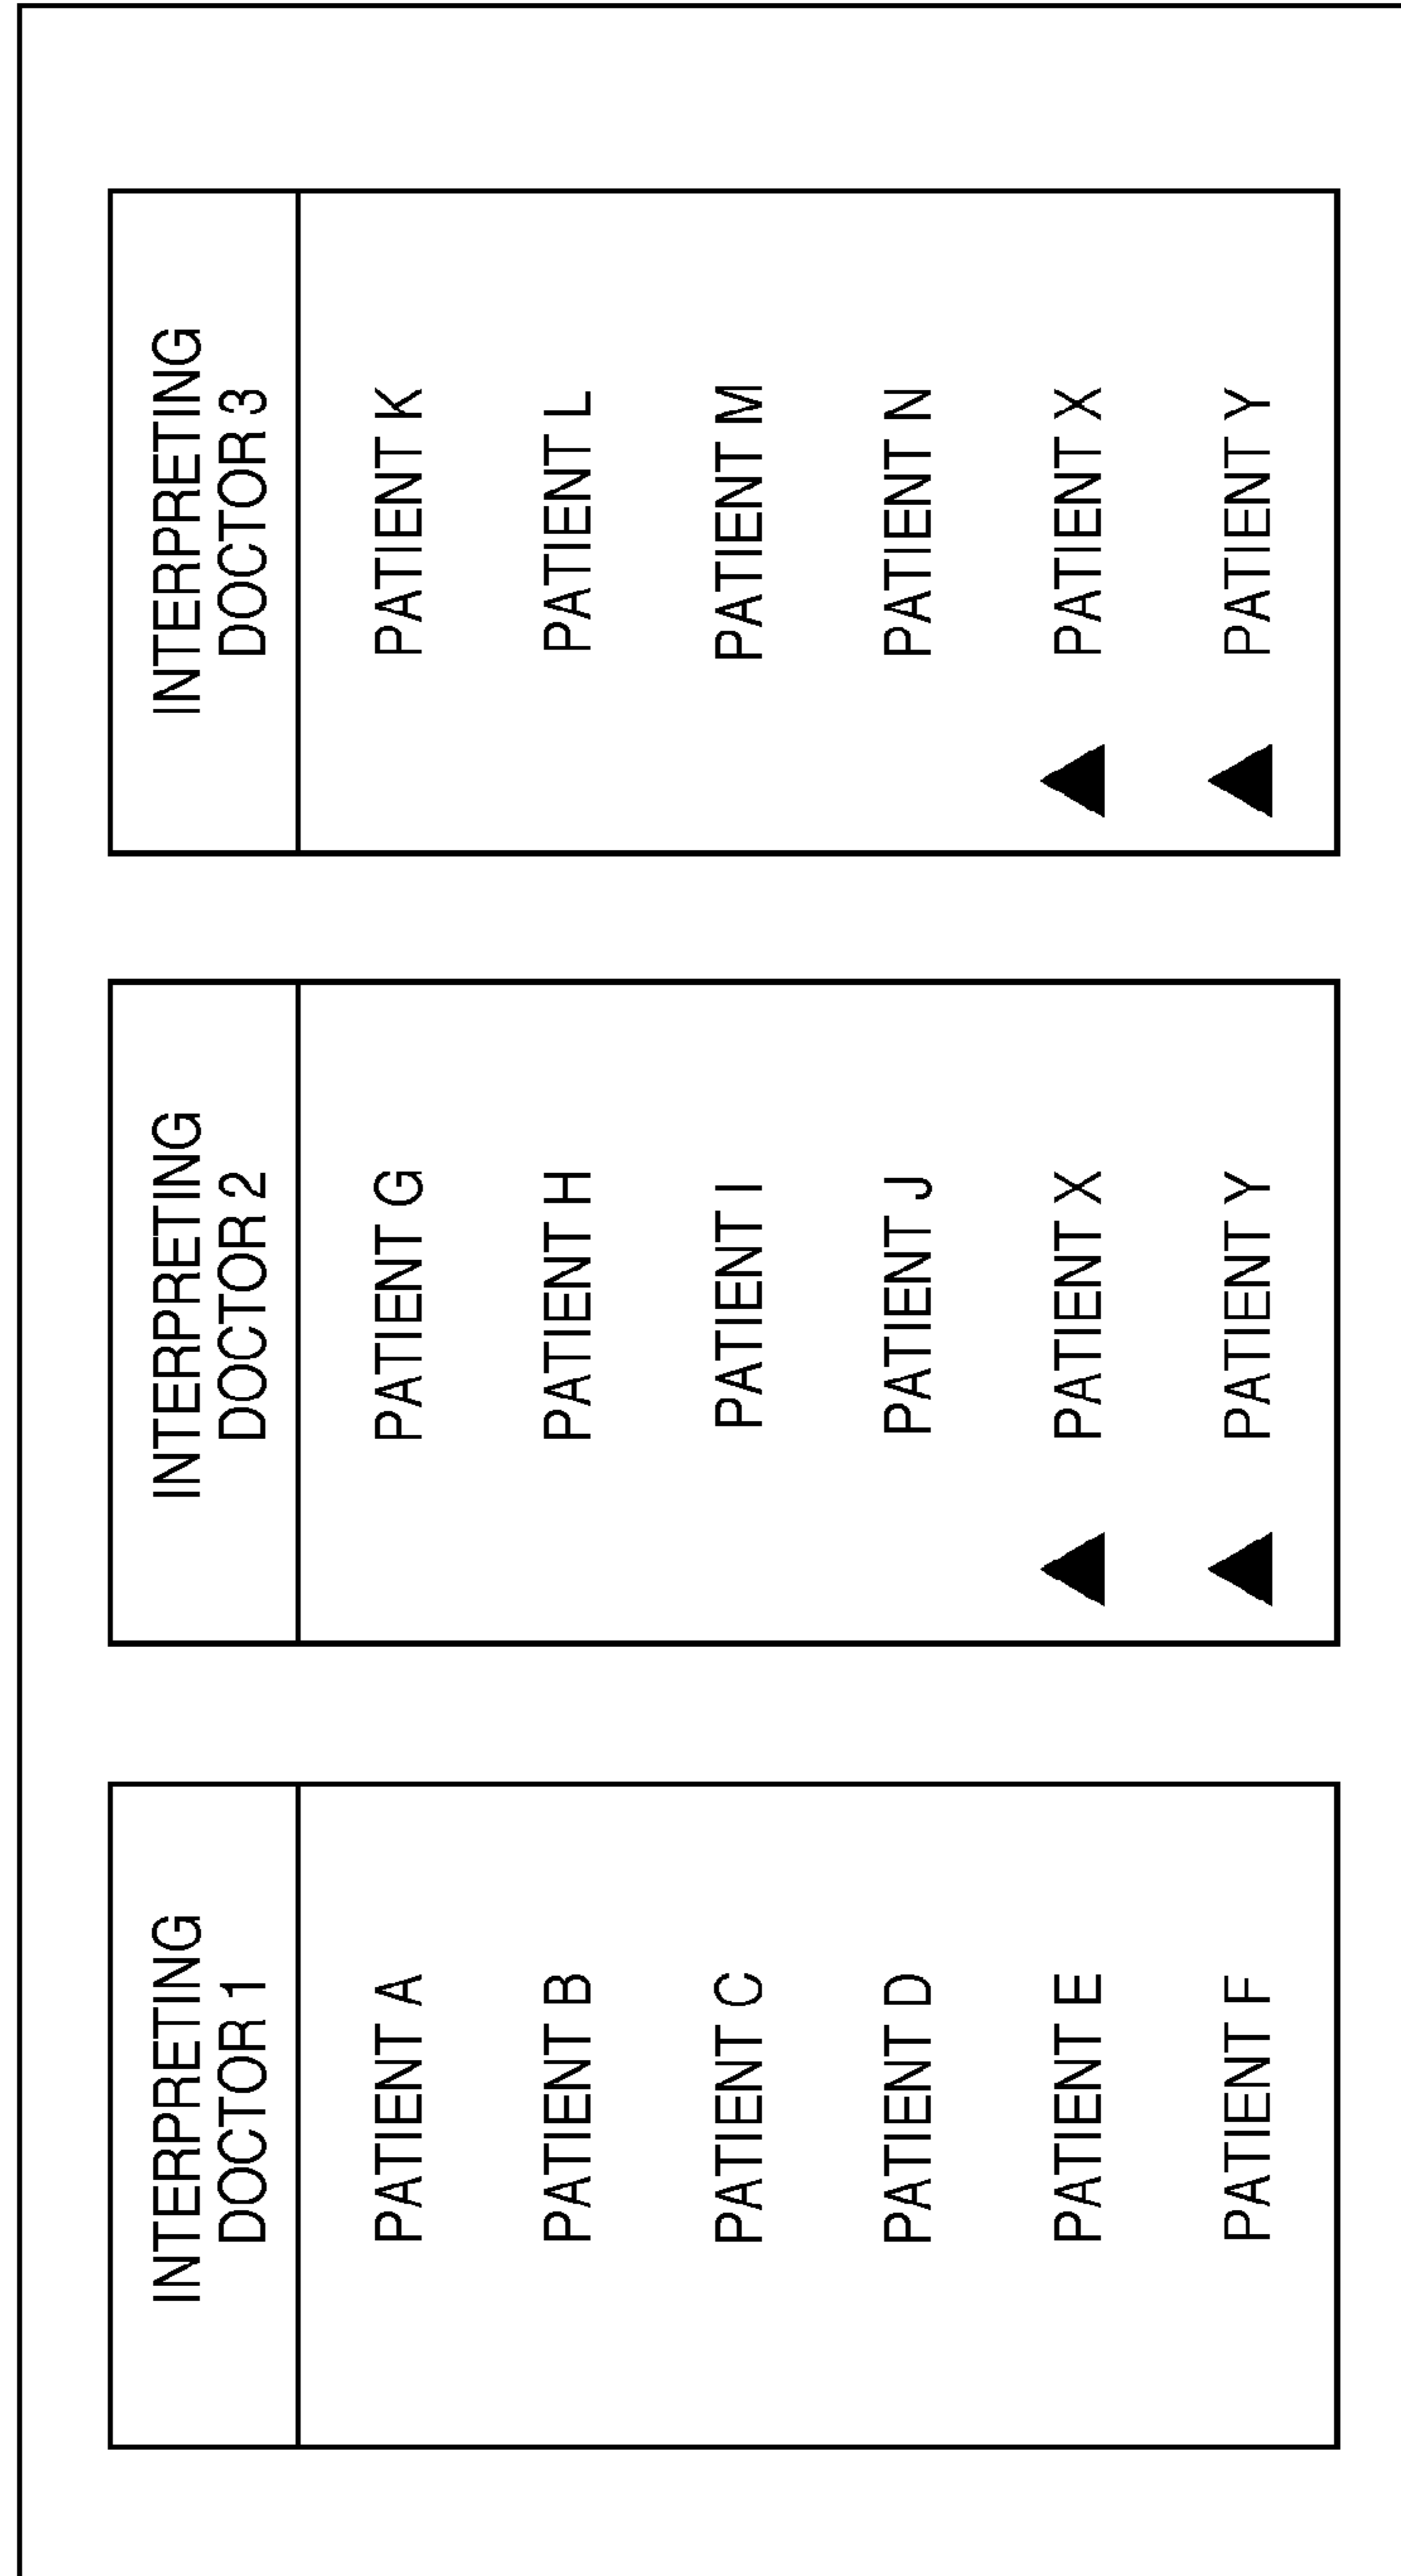 INTERPRETING
DOCTOR 1
PATIENT A
PATIENT B
PATIENT C
PATIENT D
PATIENT E
PATIENT F
INTERPRETING
DOCTOR 2
PATIENT G
PATIENT H
PATIENT I
PATIENT J
▲ PATIENT X
▲ PATIENT Y
INTERPRETING
DOCTOR 3
PATIENT K
PATIENT L
PATIENT M
PATIENT N
▲ PATIENT X
▲ PATIENT Y